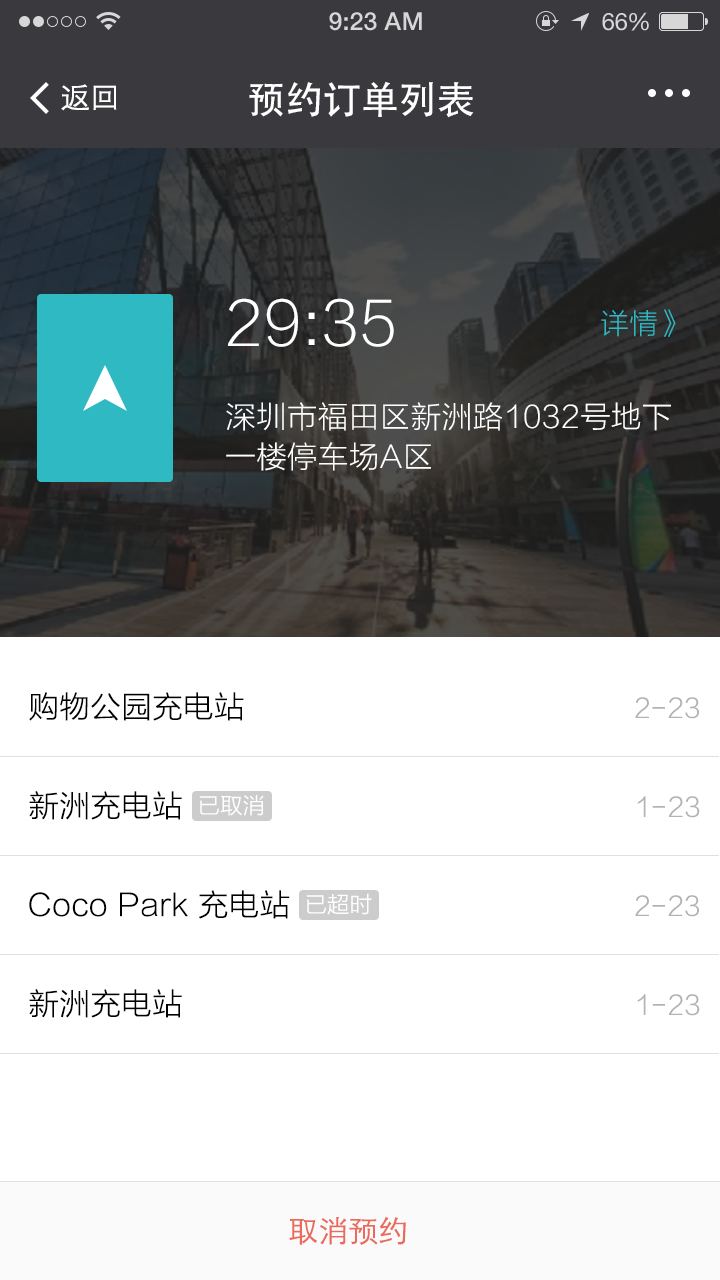 9:23 AM 66%
返回 预约订单列表
29:35 详情》
深圳市福田区新洲路1032号地下
一楼停车场A区
购物公园充电站 2-23
新洲充电站 已取消 1-23
Coco Park 充电站 已超时 2-23
新洲充电站 1-23
取消预约